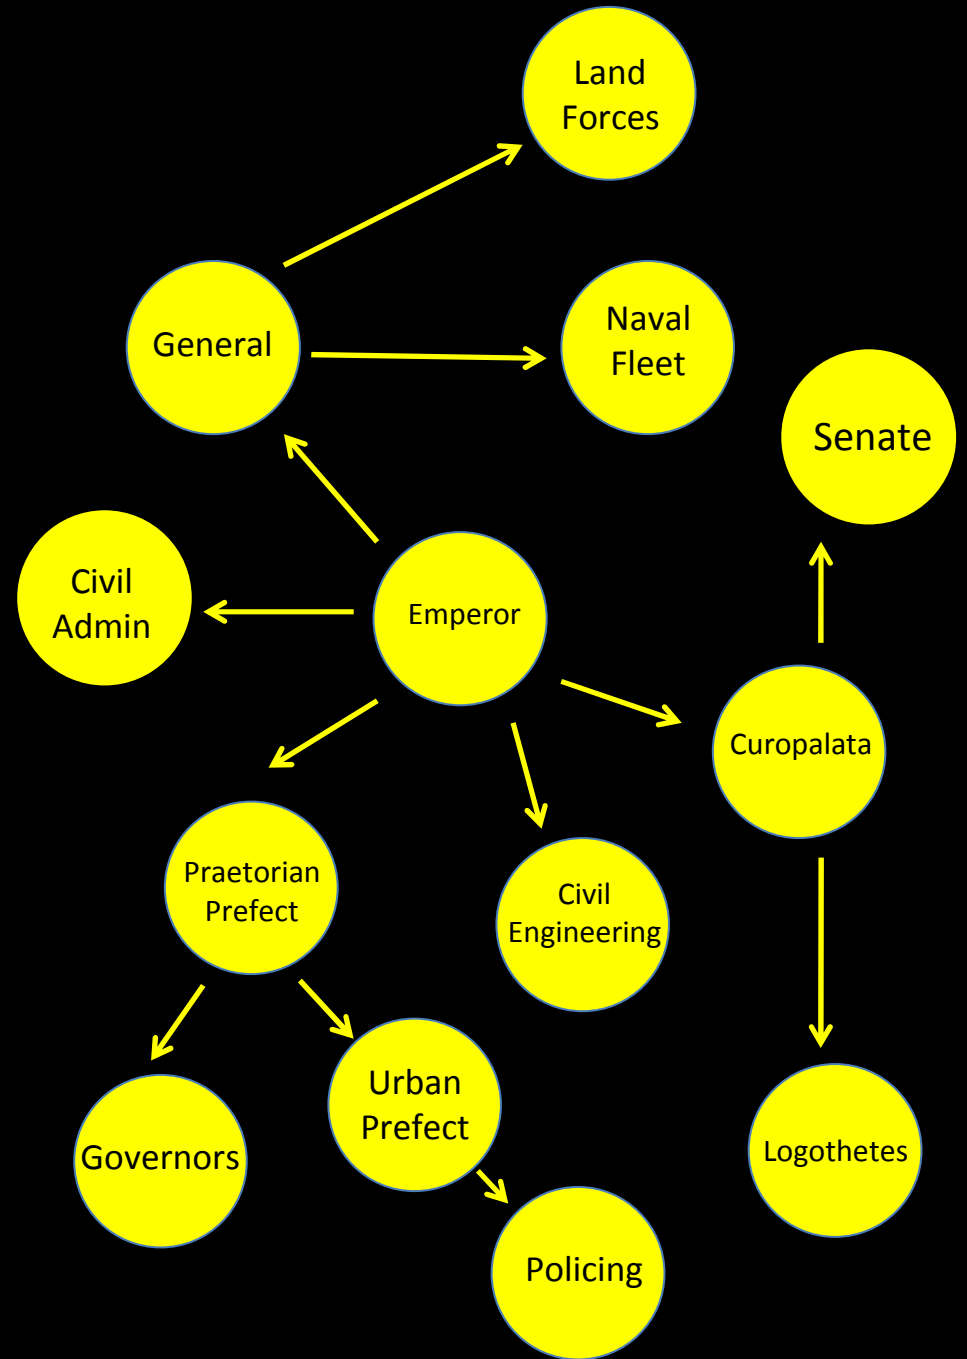 Land
Forces
General
Naval
Fleet
Senate
Civil
Admin
Emperor
Curopalata
Praetorian
Prefect
Civil
Engineering
Urban
Prefect
Governors
Logothetes
Policing